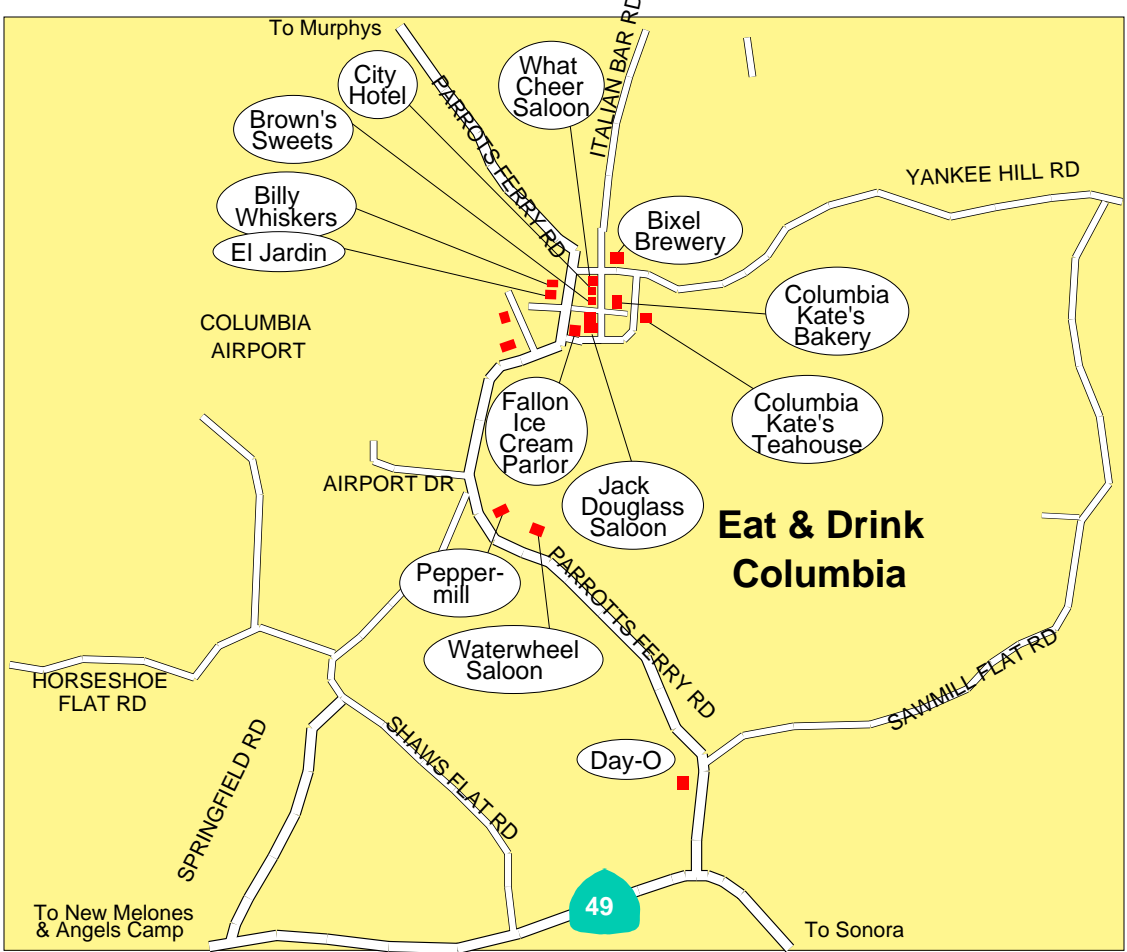 To Murphys
ITALIAN BAR RD
What
Cheer
Saloon
City
Hotel
PARROTS FERRY RD
Brown's
Sweets
YANKEE HILL RD
Billy
Whiskers
Bixel
Brewery
El Jardin
Columbia
Kate's
Bakery
COLUMBIA
AIRPORT
Fallon
Ice
Cream
Parlor
Columbia
Kate's
Teahouse
AIRPORT DR
Jack
Douglass
Saloon
Eat & Drink
Columbia
Pepper-
mill
PARROTTS FERRY RD
Waterwheel
Saloon
HORSESHOE
FLAT RD
SAWMILL FLAT RD
SPRINGFIELD RD
SHAWS FLAT RD
Day-O
To New Melones
& Angels Camp
49
To Sonora